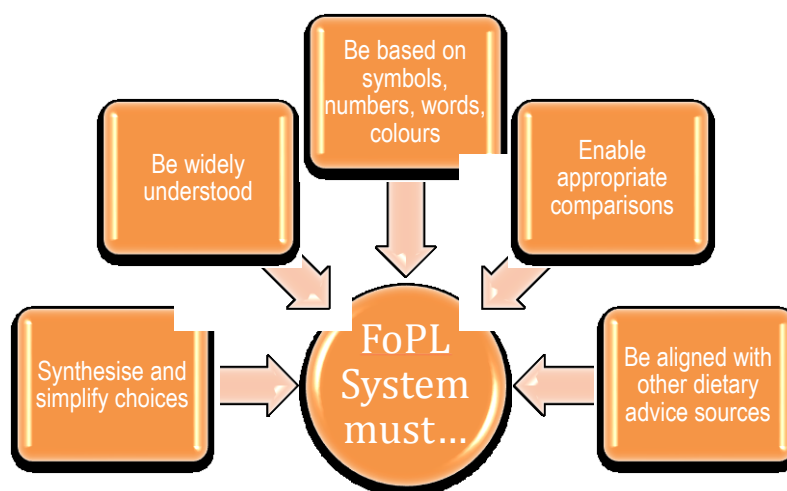 Be based on
symbols,
numbers, words,
colours
Be widely
understood
Enable
appropriate
comparisons
Synthesise and
simplify choices
FoPL
System
must...
Be aligned with
other dietary
advice sources